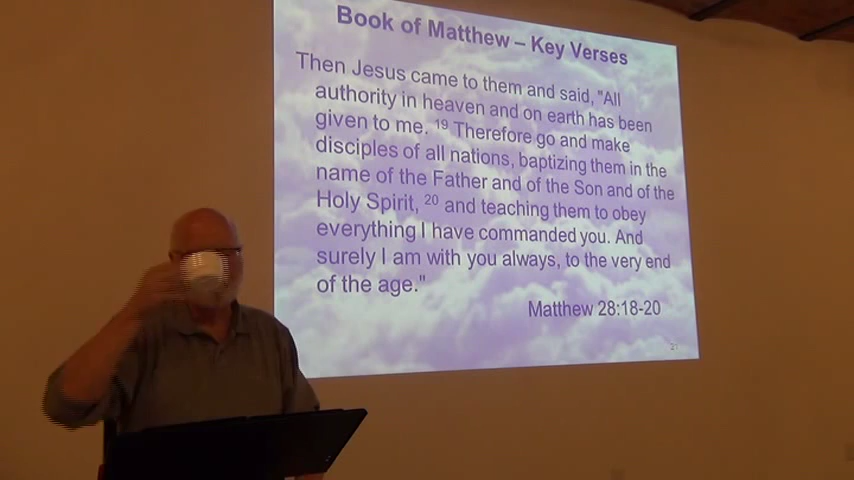 Book of Matthew – Key Verses
Then Jesus came to them and said, "All
authority in heaven and on earth has been
given to me. 19 Therefore go and make
disciples of all nations, baptizing them in the
name of the Father and of the Son and of the
Holy Spirit, 20 and teaching them to obey
everything I have commanded you. And
surely I am with you always, to the very end
of the age."
Matthew 28:18-20